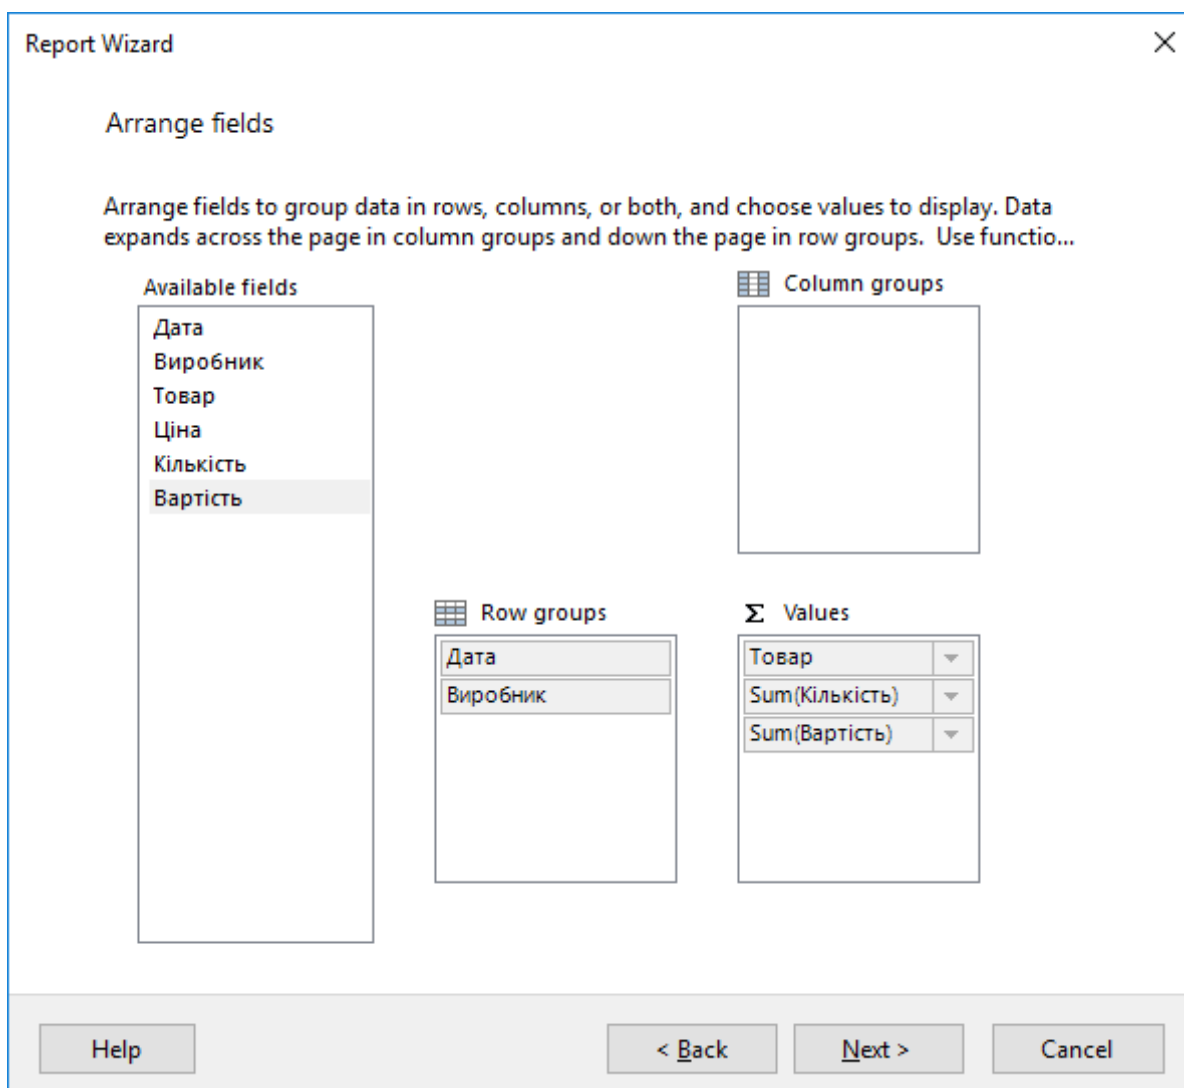 Report Wizard
Arrange fields
Arrange fields to group data in rows, columns, or both, and choose values to display. Data
expands across the page in column groups and down the page in row groups.  Use functio...
Available fields
Дата
Виробник
Товар
Ціна
Кількість
Вартість
Column groups
Row groups
Дата
Виробник
Σ Values
Товар
Sum(Кількість)
Sum(Вартість)
Help
< Back
Next >
Cancel